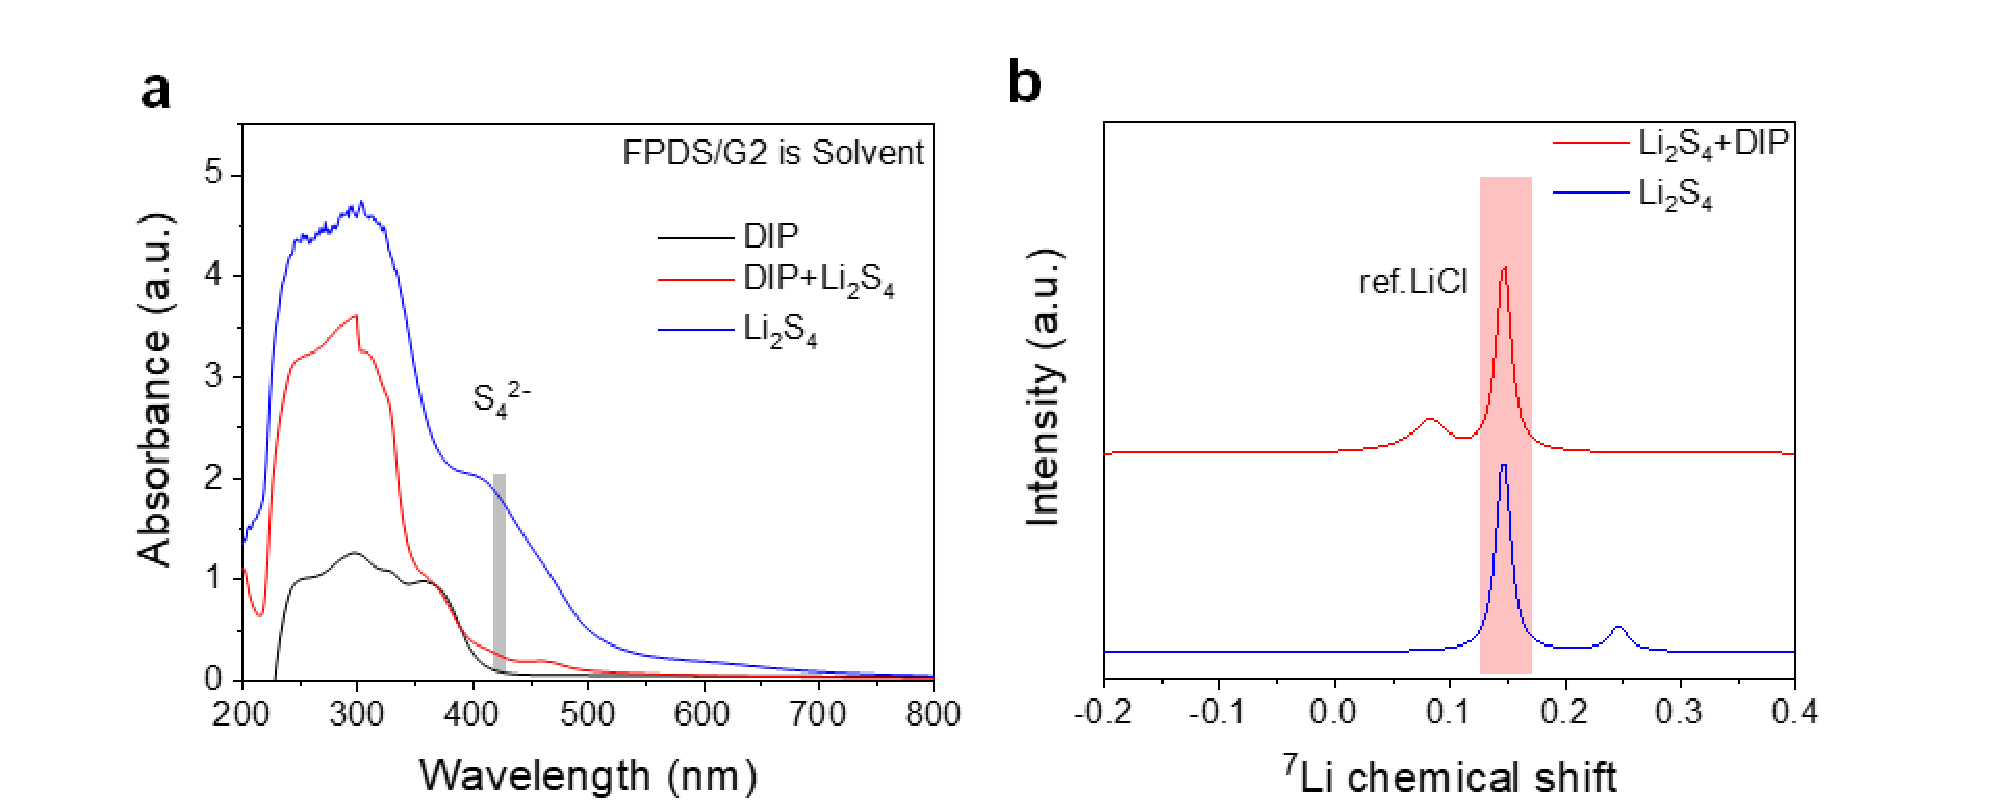 a
FPDS/G2 is Solvent
DIP
DIP+Li₂S₄
Li₂S₄
S₄²⁻
5
4
3
2
1
0
200 300 400 500 600 700 800
Absorbance (a.u.)
Wavelength (nm)
b
Li₂S₄+DIP
Li₂S₄
ref.LiCl
-0.2 -0.1 0.0 0.1 0.2 0.3 0.4
Intensity (a.u.)
⁷Li chemical shift